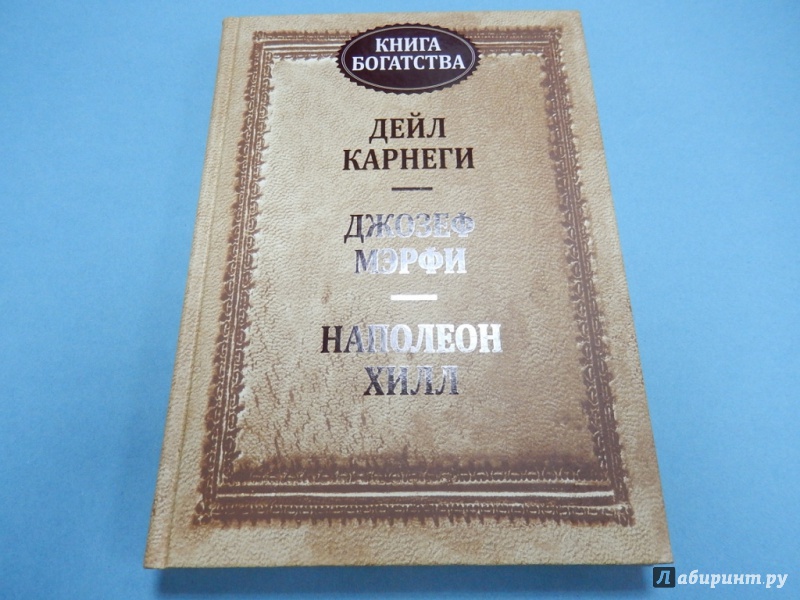 КНИГА
БОГАТСТВА
ДЕЙЛ
КАРНЕГИ
ДЖОЗЕФ
МЭРФИ
НАПОЛЕОН
ХИЛЛ
Лабиринт.ру